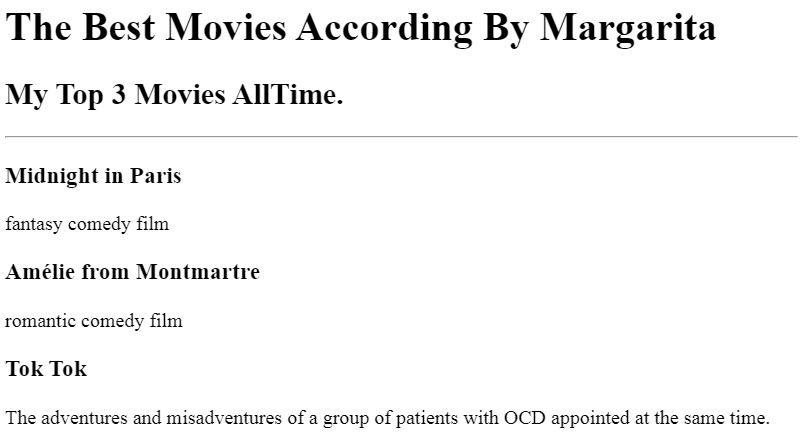 The Best Movies According By Margarita
My Top 3 Movies AllTime.
Midnight in Paris
fantasy comedy film
Amélie from Montmartre
romantic comedy film
Tok Tok
The adventures and misadventures of a group of patients with OCD appointed at the same time.